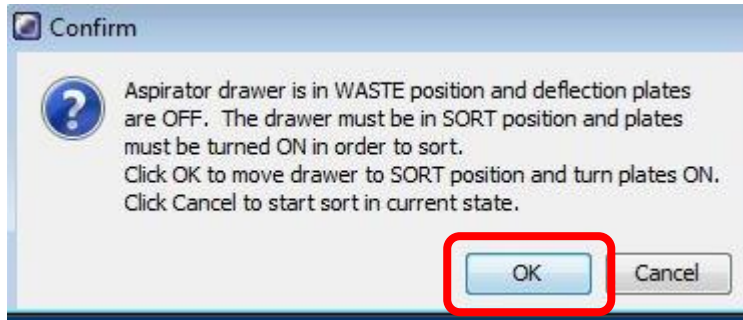 Confirm
Aspirator drawer is in WASTE position and deflection plates
are OFF. The drawer must be in SORT position and plates
must be turned ON in order to sort.
Click OK to move drawer to SORT position and turn plates ON.
Click Cancel to start sort in current state.
OK Cancel